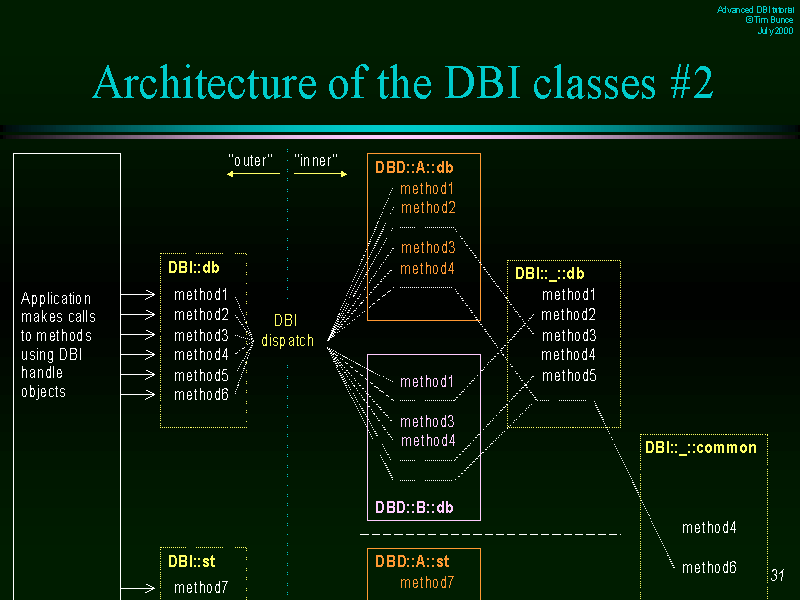 Advanced DBI tutorial
© Tim Bunce
July 2000
Architecture of the DBI classes #2
"outer"
"inner"
Application
makes calls
to methods
using DBI
handle
objects
DBI::db
method1
method2
method3
method4
method5
method6
DBI
dispatch
DBD::A::db
method1
method2
method3
method4
method1
method3
method4
DBD::B::db
DBI::_::db
method1
method2
method3
method4
method5
DBI::_::common
method4
method6
DBI::st
method7
DBD::A::st
method7
31